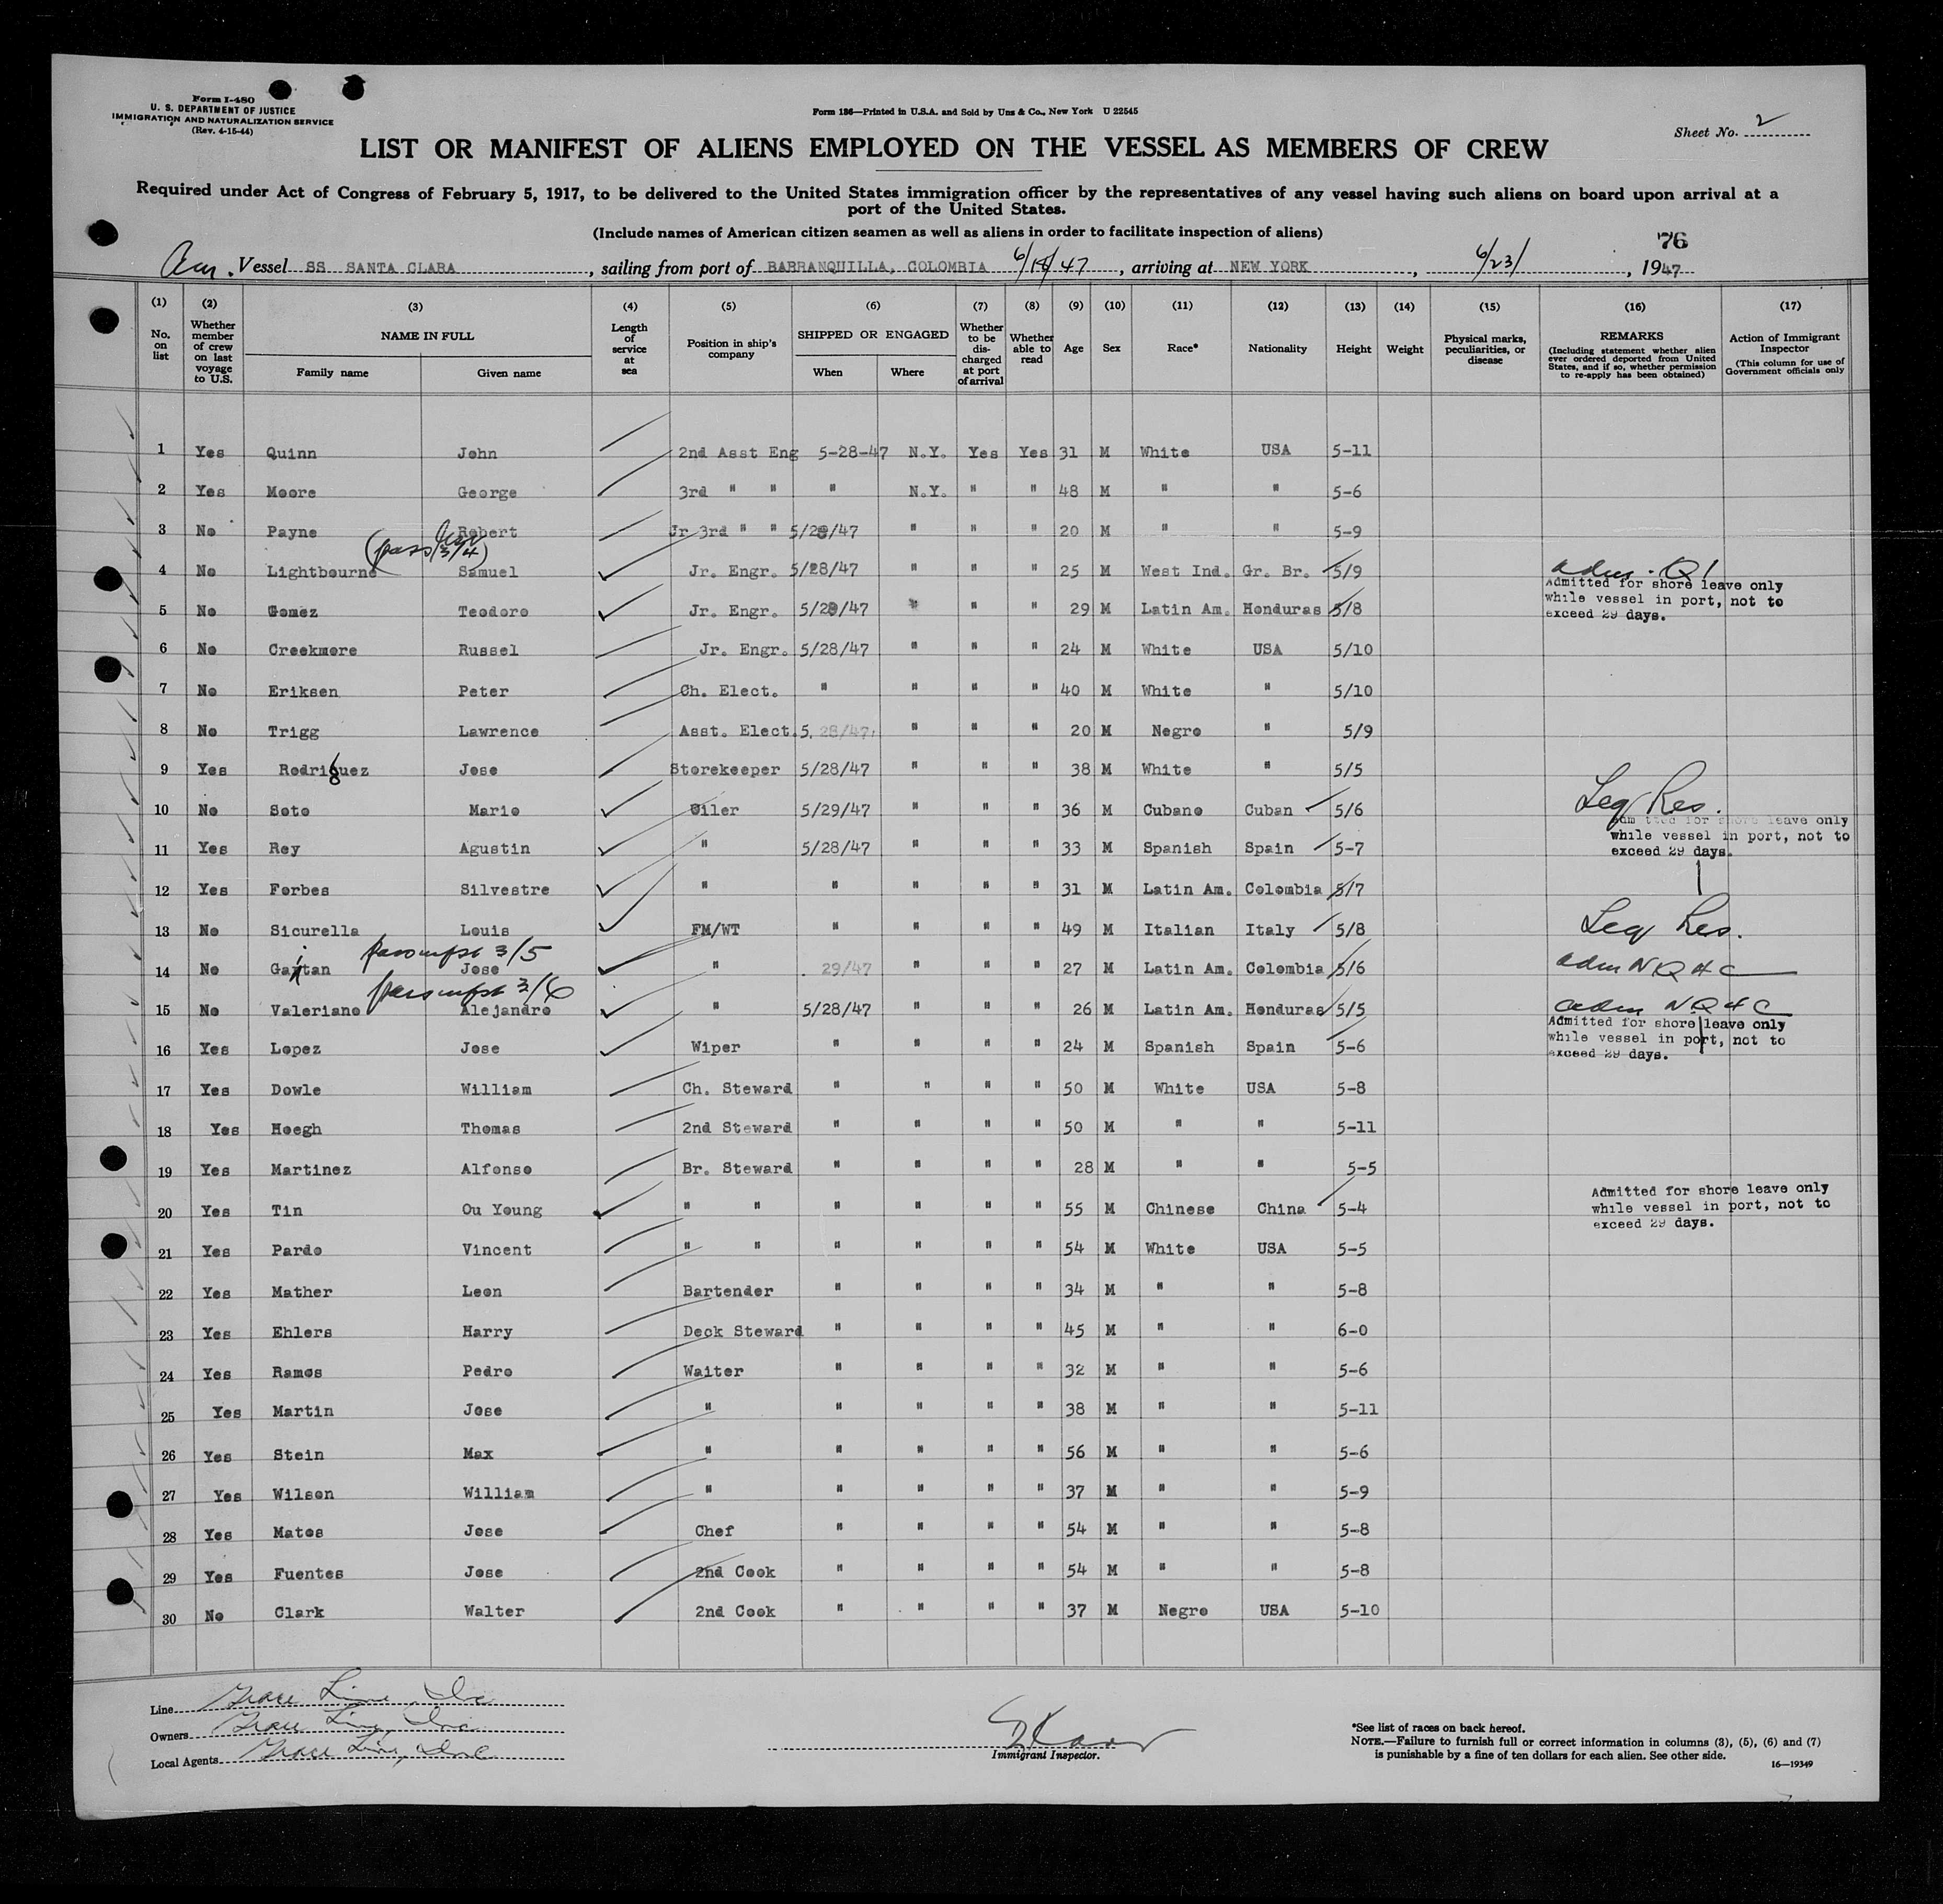 Form I-480
U. S. DEPARTMENT OF JUSTICE
IMMIGRATION AND NATURALIZATION SERVICE
(Rev. 4-15-44)
Form 186—Printed in U.S.A. and Sold by Unz & Co., New York U 22545
Sheet No. 2
LIST OR MANIFEST OF ALIENS EMPLOYED ON THE VESSEL AS MEMBERS OF CREW
Required under Act of Congress of February 5, 1917, to be delivered to the United States immigration officer by the representatives of any vessel having such aliens on board upon arrival at a
port of the United States.
(Include names of American citizen seamen as well as aliens in order to facilitate inspection of aliens)
76
Am. Vessel SS SANTA CLARA, sailing from port of BARRANQUILLA, COLOMBIA 47, arriving at NEW YORK, 6/23/, 1947
(1) (2) (3) (4) (5) (6) (7) (8) (9) (10) (11) (12) (13) (14) (15) (16) (17)
No. on list
Whether member of crew on last voyage to U.S.
NAME IN FULL
Family name Given name
Length of service at sea
Position in ship's company
SHIPPED OR ENGAGED
When Where
Whether to be discharged at port of arrival
Whether able to read
Age
Sex
Race*
Nationality
Height
Weight
Physical marks, peculiarities, or disease
REMARKS
(Including statement whether alien ever ordered deported from United States, and if so, whether permission to re-apply has been obtained)
Action of Immigrant Inspector
(This column for use of Government officials only
1 Yes Quinn John 2nd Asst Eng 5-28-47 N.Y. Yes Yes 31 M White USA 5-11
2 Yes Moore George 3rd " " " N.Y. " " 48 M " " 5-6
3 No Payne Robert Jr 3rd " " 5/28/47 " " " 20 M " " 5-9
(pass 3/4)
4 No Lightbourne Samuel Jr. Engr. 5/28/47 " " " 25 M West Ind. Gr. Br. 5/9 adm.
Admitted for shore leave only
while vessel in port, not to
exceed 29 days.
5 No Gomez Teodoro Jr. Engr. 5/28/47 " " " 29 M Latin Am. Honduras 5/8
6 No Creekmore Russel Jr. Engr. 5/28/47 " " " 24 M White USA 5/10
7 No Eriksen Peter Ch. Elect. " " " " 40 M White " 5/10
8 No Trigg Lawrence Asst. Elect. 5 28/47 " " " 20 M Negro " 5/9
9 Yes Rodriguez Jose Storekeeper 5/28/47 " " " 38 M White " 5/5
10 No Soto Mario Oiler 5/29/47 " " " 36 M Cubano Cuban 5/6 Leg Res.
Admitted for shore leave only
while vessel in port, not to
exceed 29 days.
11 Yes Rey Agustin " 5/28/47 " " " 33 M Spanish Spain 5-7
12 Yes Forbes Silvestre " " " " " 31 M Latin Am. Colombia 5/7
13 No Sicurella Louis FM/WT " " " " 49 M Italian Italy 5/8 Leg Res.
3/5
14 No Gaitan Jose " 29/47 " " " 27 M Latin Am. Colombia 5/6 adm N Q H C
3/6
15 No Valeriano Alejandro " 5/28/47 " " " 26 M Latin Am. Honduras 5/5 adm N Q H C
Admitted for shore leave only
while vessel in port, not to
exceed 29 days.
16 Yes Lopez Jose Wiper " " " " 24 M Spanish Spain 5-6
17 Yes Dowle William Ch. Steward " " " " 50 M White USA 5-8
18 Yes Hoegh Thomas 2nd Steward " " " " 50 M " " 5-11
19 Yes Martinez Alfonso Br. Steward " " " " 28 M " " 5-5
20 Yes Tin Ou Young " " " " " " 55 M Chinese China 5-4
Admitted for shore leave only
while vessel in port, not to
exceed 29 days.
21 Yes Pardo Vincent " " " " " " 54 M White USA 5-5
22 Yes Mather Leon Bartender " " " " 34 M " " 5-8
23 Yes Ehlers Harry Deck Steward " " " " 45 M " " 6-0
24 Yes Ramos Pedro Waiter " " " " 32 M " " 5-6
25 Yes Martin Jose " " " " " 38 M " " 5-11
26 Yes Stein Max " " " " " 56 M " " 5-6
27 Yes Wilson William " " " " " 37 M " " 5-9
28 Yes Matos Jose Chef " " " " 54 M " " 5-8
29 Yes Fuentes Jose 2nd Cook " " " " 54 M " " 5-8
30 No Clark Walter 2nd Cook " " " " 37 M Negro USA 5-10
Line Grace Line Inc
Owners Grace Line, Inc
Local Agents Grace Line, Inc
Immigrant Inspector.
*See list of races on back hereof.
NOTE.—Failure to furnish full or correct information in columns (3), (5), (6) and (7)
is punishable by a fine of ten dollars for each alien. See other side.
16—19349